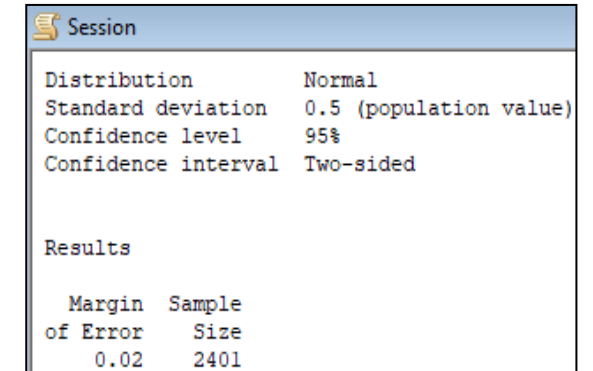 Session
Distribution Normal
Standard deviation 0.5 (population value)
Confidence level 95%
Confidence interval Two-sided
Results
Margin Sample
of Error Size
0.02 2401